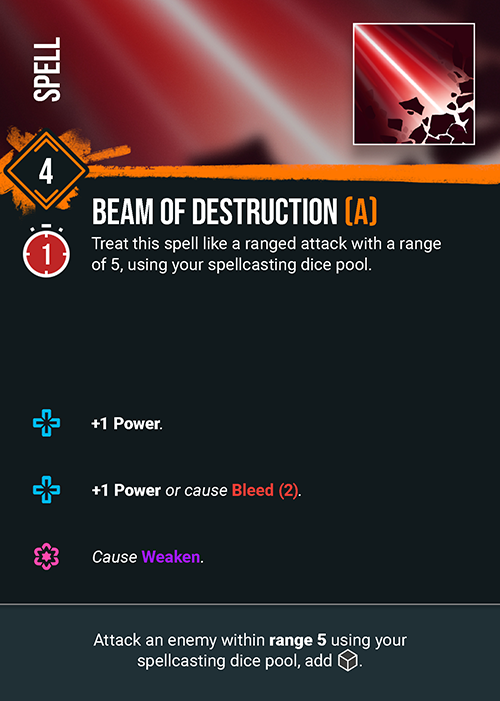 SPELL
4
BEAM OF DESTRUCTION (A)
1
Treat this spell like a ranged attack with a range
of 5, using your spellcasting dice pool.
+1 Power.
+1 Power or cause Bleed (2).
Cause Weaken.
Attack an enemy within range 5 using your
spellcasting dice pool, add .